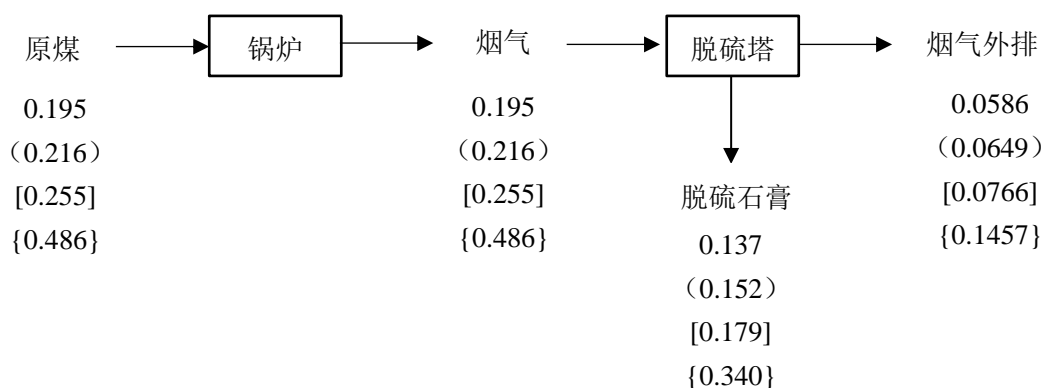 原煤
锅炉
烟气
脱硫塔
烟气外排
0.195
（0.216）
[0.255]
{0.486}
0.195
（0.216）
[0.255]
{0.486}
脱硫石膏
0.137
（0.152）
[0.179]
{0.340}
0.0586
（0.0649）
[0.0766]
{0.1457}